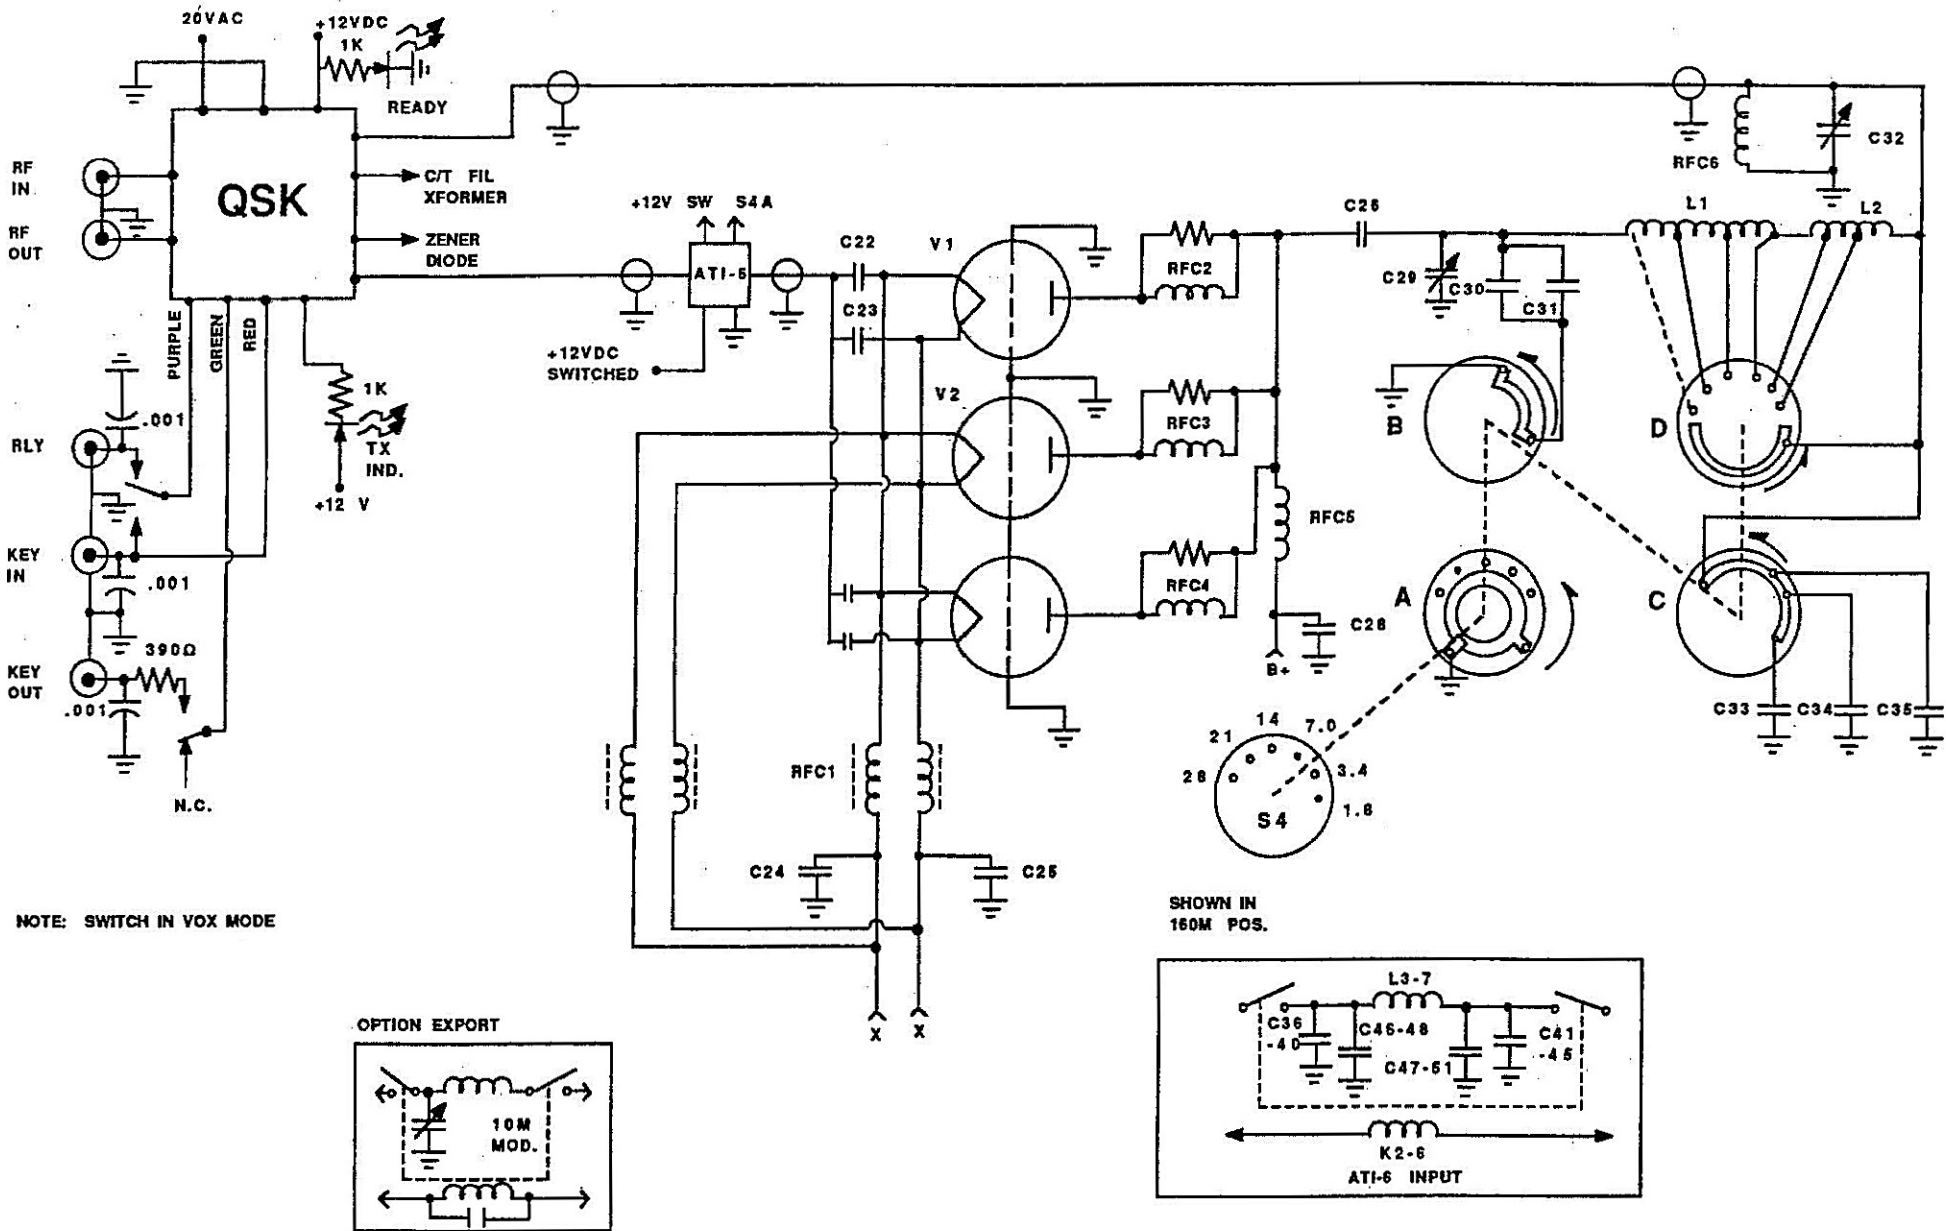 20VAC
+12VDC
1K
READY
RF
IN
RF
OUT
QSK
C/T FIL
XFORMER
ZENER
DIODE
PURPLE
GREEN
RED
RLY
.001
1K
TX
IND.
+12 V
KEY
IN
.001
KEY
OUT
390Ω
.001
N.C.
NOTE: SWITCH IN VOX MODE
+12V SW
S4A
ATI-6
+12VDC
SWITCHED
C22
C23
V1
V2
RFC1
C24
C25
X
X
RFC2
RFC3
RFC4
RFC5
C28
B+
C26
C29
C30
C31
RFC6
C32
L1
L2
B
D
A
C
C33
C34
C35
28
21
14
7.0
3.4
1.8
S4
SHOWN IN
160M POS.
L3-7
C36
-40
C46-48
C47-51
C41
-45
K2-6
ATI-6 INPUT
OPTION EXPORT
10M
MOD.